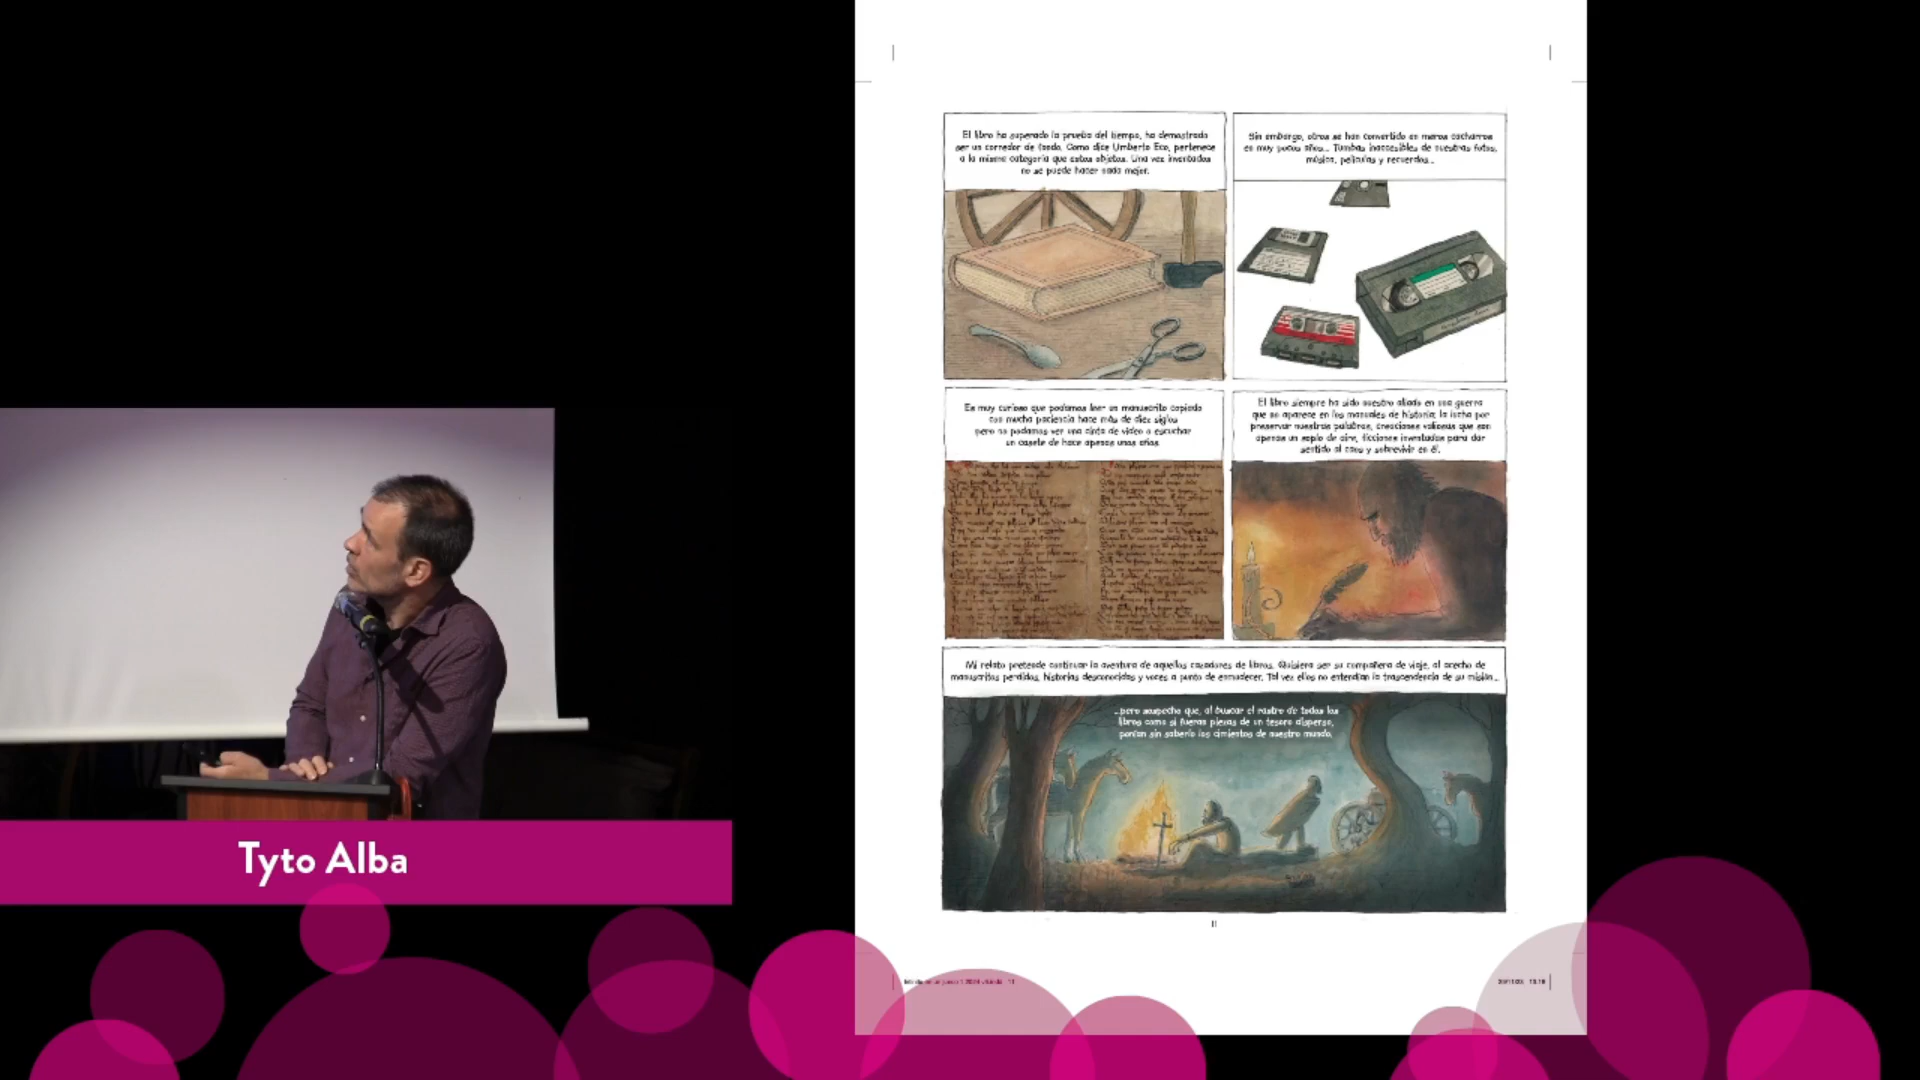 El libro ha superado la prueba del tiempo, ha demostrado
ser un corredor de fondo. Como dice Umberto Eco, pertenece
a la misma categoría que estos objetos. Una vez inventados
no se puede hacer nada mejor.
Sin embargo, otros se han convertido en meros cacharros
en muy pocos años... Tumbas inaccesibles de nuestras fotos,
música, películas y recuerdos...
Es muy curioso que podamos leer un manuscrito copiado
con mucha paciencia hace más de diez siglos
pero no podamos ver una cinta de vídeo o escuchar
un casete de hace apenas unos años.
El libro siempre ha sido nuestro aliado en una guerra
que no aparece en los manuales de historia: la lucha por
preservar nuestras palabras, creaciones valiosas que son
apenas un soplo de aire, ficciones inventadas para dar
sentido al caos y sobrevivir en él.
Mi relato pretende continuar la aventura de aquellos cazadores de libros. Quisiera ser su compañera de viaje, al acecho de
manuscritos perdidos, historias desconocidas y voces a punto de enmudecer. Tal vez ellos no entendían la trascendencia de su misión...
...pero sospecho que, al buscar el rastro de todos los
libros como si fueran piezas de un tesoro disperso,
ponían sin saberlo los cimientos de nuestro mundo.
11
Tyto Alba